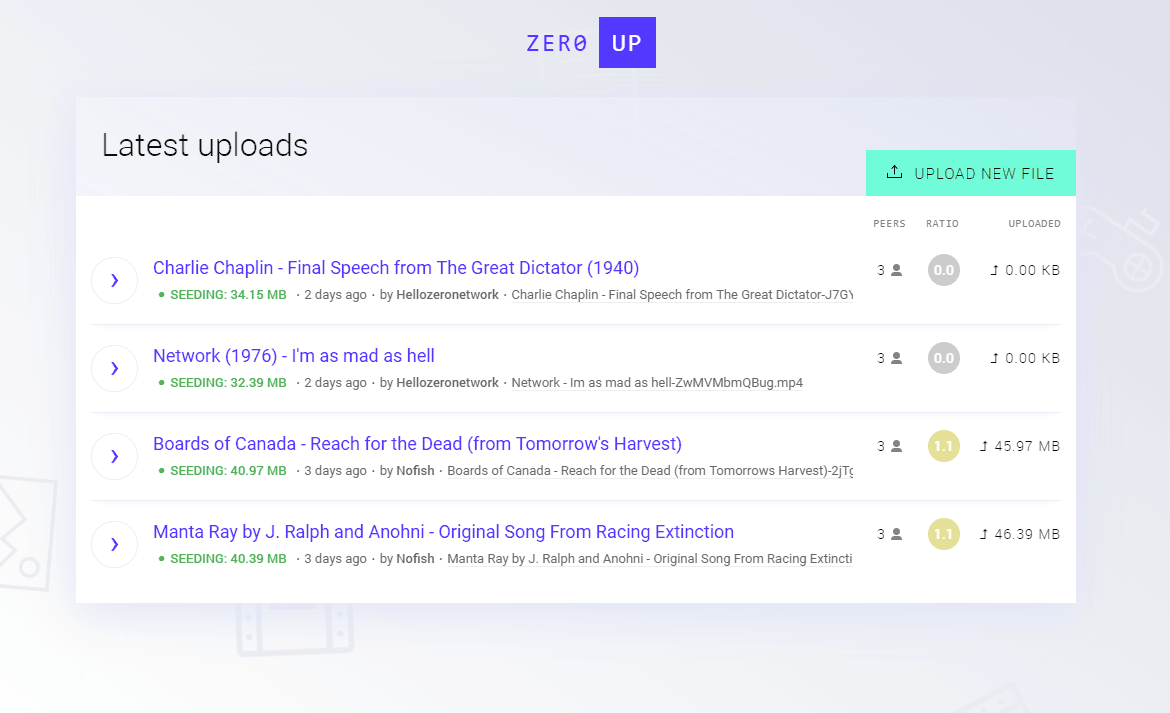 ZER0 UP
Latest uploads
UPLOAD NEW FILE
PEERS RATIO UPLOADED
Charlie Chaplin - Final Speech from The Great Dictator (1940)
3 0.0 0.00 KB
SEEDING: 34.15 MB · 2 days ago · by Hellozeronetwork · Charlie Chaplin - Final Speech from The Great Dictator-J7GY
Network (1976) - I'm as mad as hell
3 0.0 0.00 KB
SEEDING: 32.39 MB · 2 days ago · by Hellozeronetwork · Network - Im as mad as hell-ZwMVMbmQBug.mp4
Boards of Canada - Reach for the Dead (from Tomorrow's Harvest)
3 1.1 45.97 MB
SEEDING: 40.97 MB · 3 days ago · by Nofish · Boards of Canada - Reach for the Dead (from Tomorrows Harvest)-2jTg
Manta Ray by J. Ralph and Anohni - Original Song From Racing Extinction
3 1.1 46.39 MB
SEEDING: 40.39 MB · 3 days ago · by Nofish · Manta Ray by J. Ralph and Anohni - Original Song From Racing Extincti